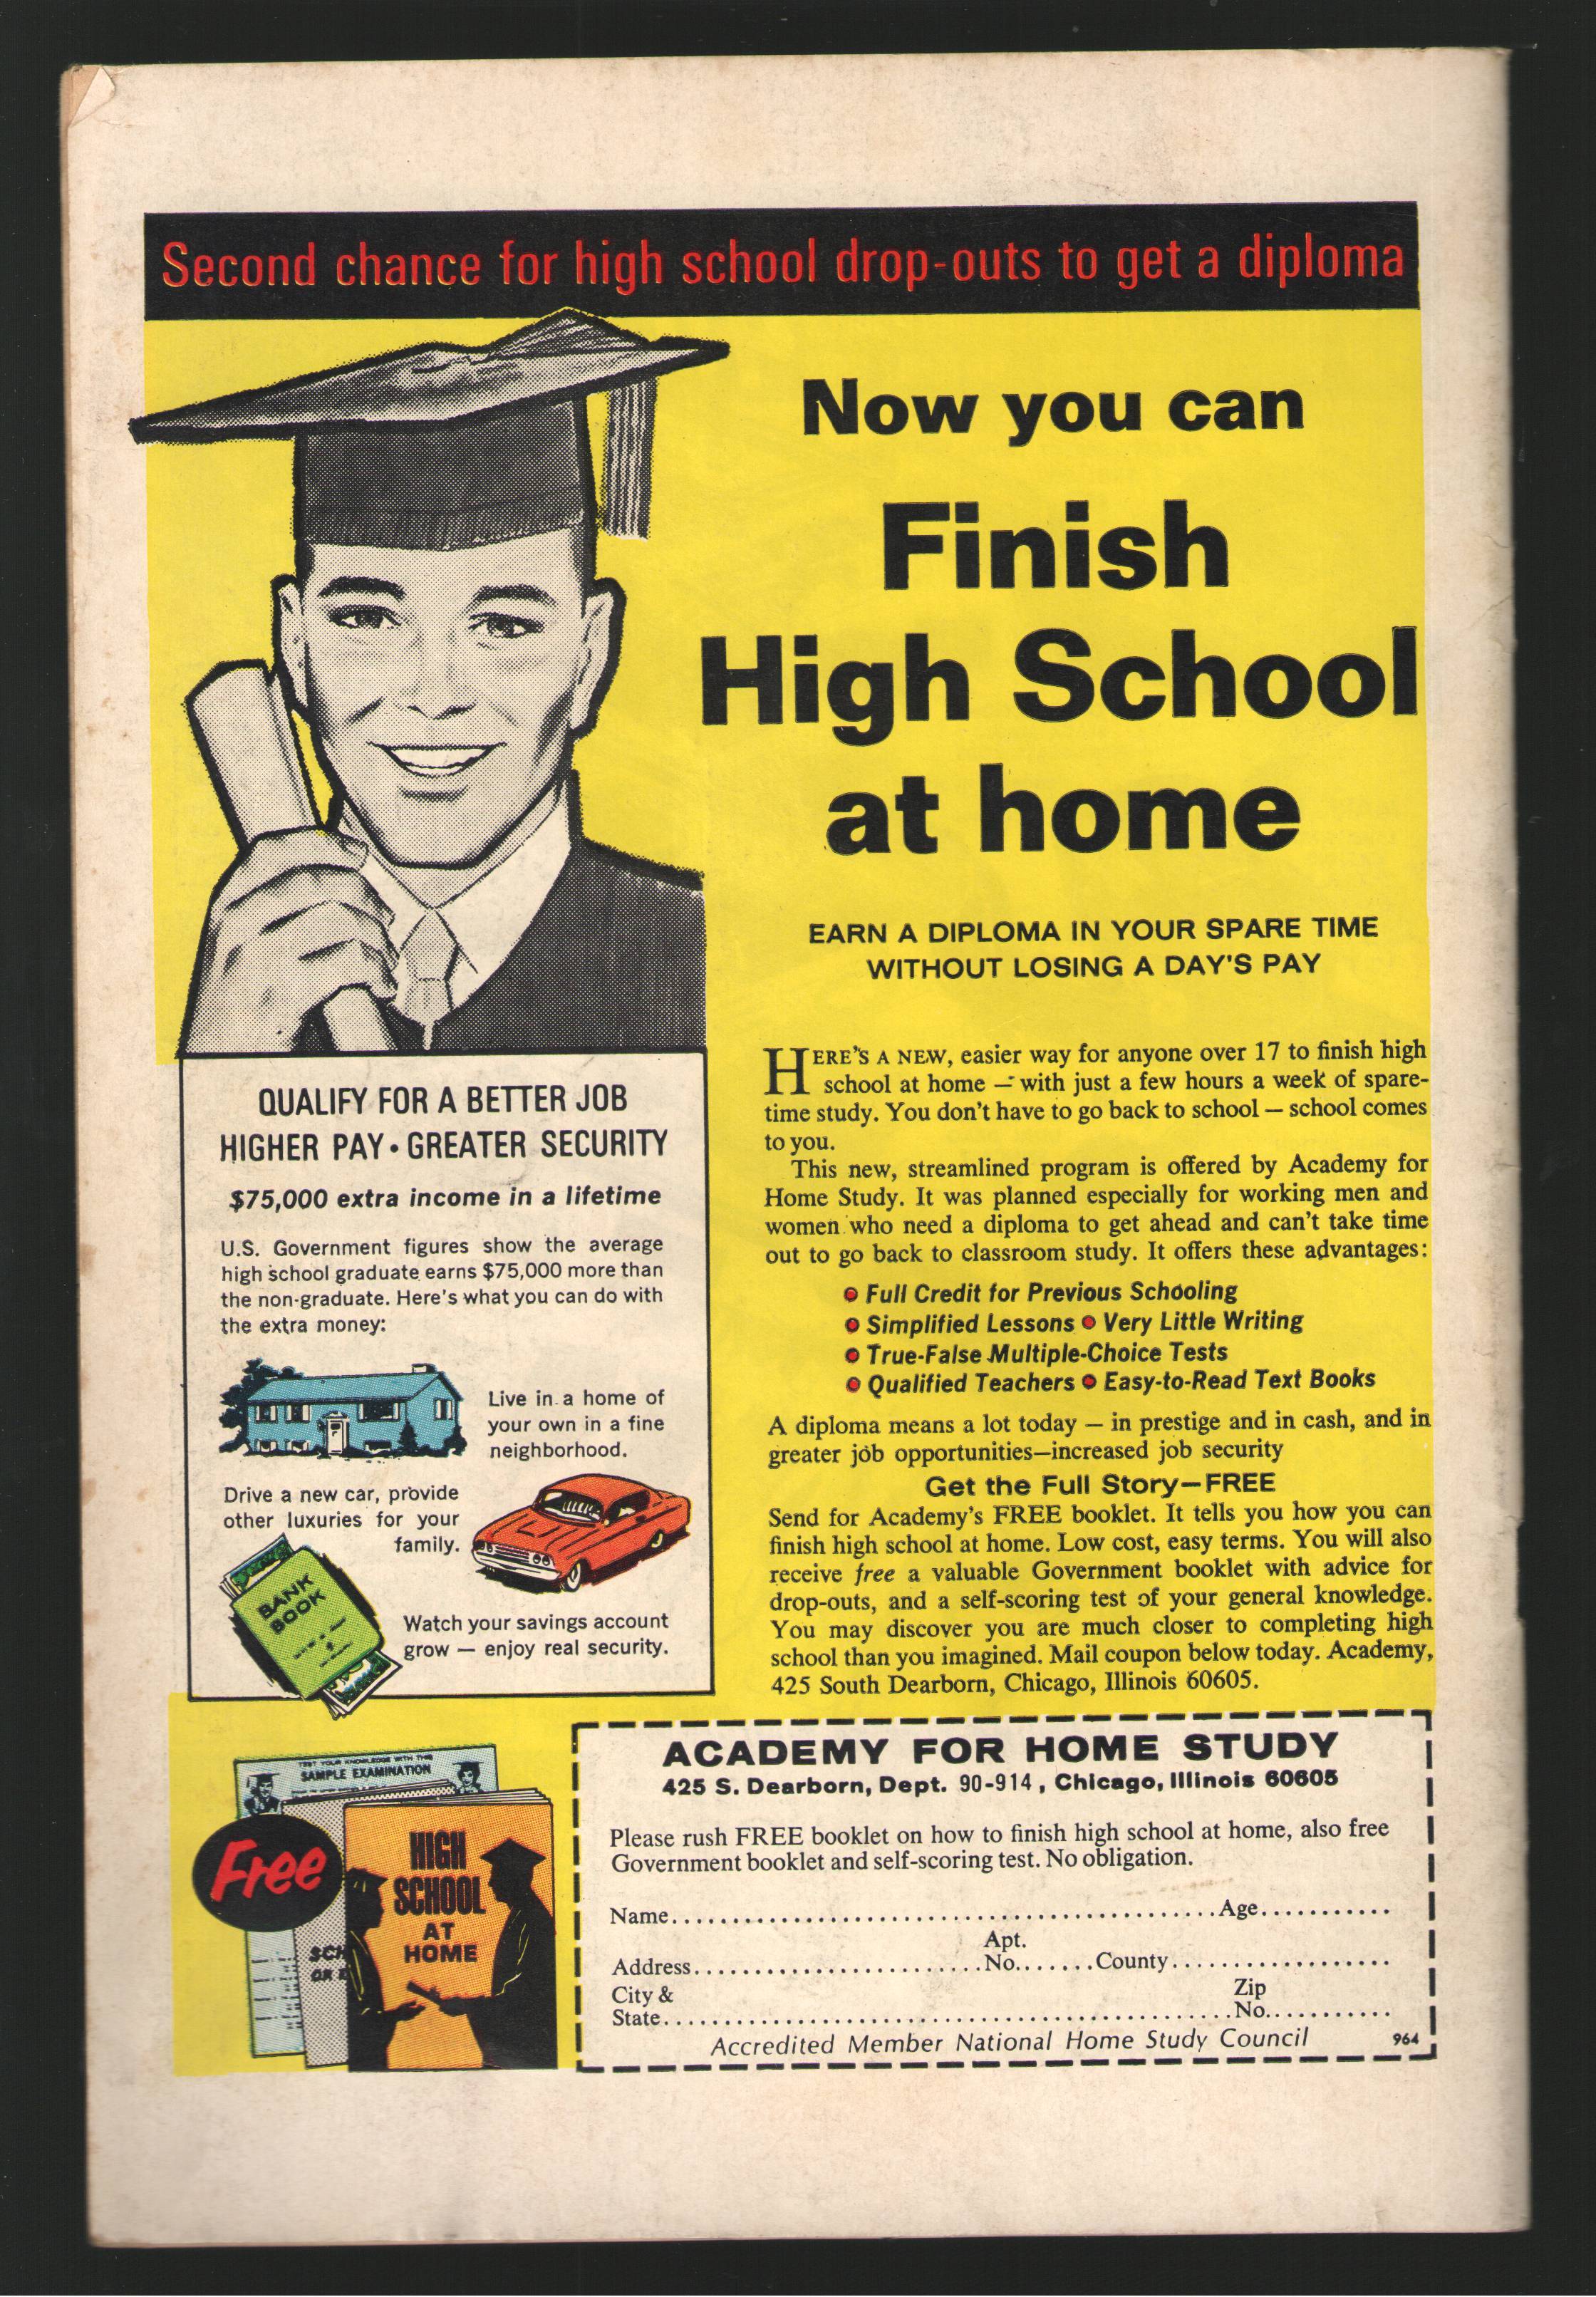 Second chance for high school drop-outs to get a diploma
Now you can
Finish
High School
at home
EARN A DIPLOMA IN YOUR SPARE TIME
WITHOUT LOSING A DAY'S PAY
HERE'S A NEW, easier way for anyone over 17 to finish high
school at home — with just a few hours a week of spare-
time study. You don't have to go back to school — school comes
to you.
This new, streamlined program is offered by Academy for
Home Study. It was planned especially for working men and
women who need a diploma to get ahead and can't take time
out to go back to classroom study. It offers these advantages:
● Full Credit for Previous Schooling
● Simplified Lessons ● Very Little Writing
● True-False Multiple-Choice Tests
● Qualified Teachers ● Easy-to-Read Text Books
A diploma means a lot today — in prestige and in cash, and in
greater job opportunities—increased job security
Get the Full Story—FREE
Send for Academy's FREE booklet. It tells you how you can
finish high school at home. Low cost, easy terms. You will also
receive free a valuable Government booklet with advice for
drop-outs, and a self-scoring test of your general knowledge.
You may discover you are much closer to completing high
school than you imagined. Mail coupon below today. Academy,
425 South Dearborn, Chicago, Illinois 60605.
QUALIFY FOR A BETTER JOB
HIGHER PAY • GREATER SECURITY
$75,000 extra income in a lifetime
U.S. Government figures show the average
high school graduate earns $75,000 more than
the non-graduate. Here's what you can do with
the extra money:
Live in a home of
your own in a fine
neighborhood.
Drive a new car, provide
other luxuries for your
family.
BANK
BOOK
Watch your savings account
grow — enjoy real security.
TEST YOUR KNOWLEDGE WITH THIS
SAMPLE EXAMINATION
Free
HIGH
SCHOOL
AT
HOME
SCH
OR
ACADEMY FOR HOME STUDY
425 S. Dearborn, Dept. 90-914, Chicago, Illinois 60605
Please rush FREE booklet on how to finish high school at home, also free
Government booklet and self-scoring test. No obligation.
Name.............................................Age...........
Apt.
Address........................No.......County..................
City & Zip
State...............................................No...........
Accredited Member National Home Study Council 964